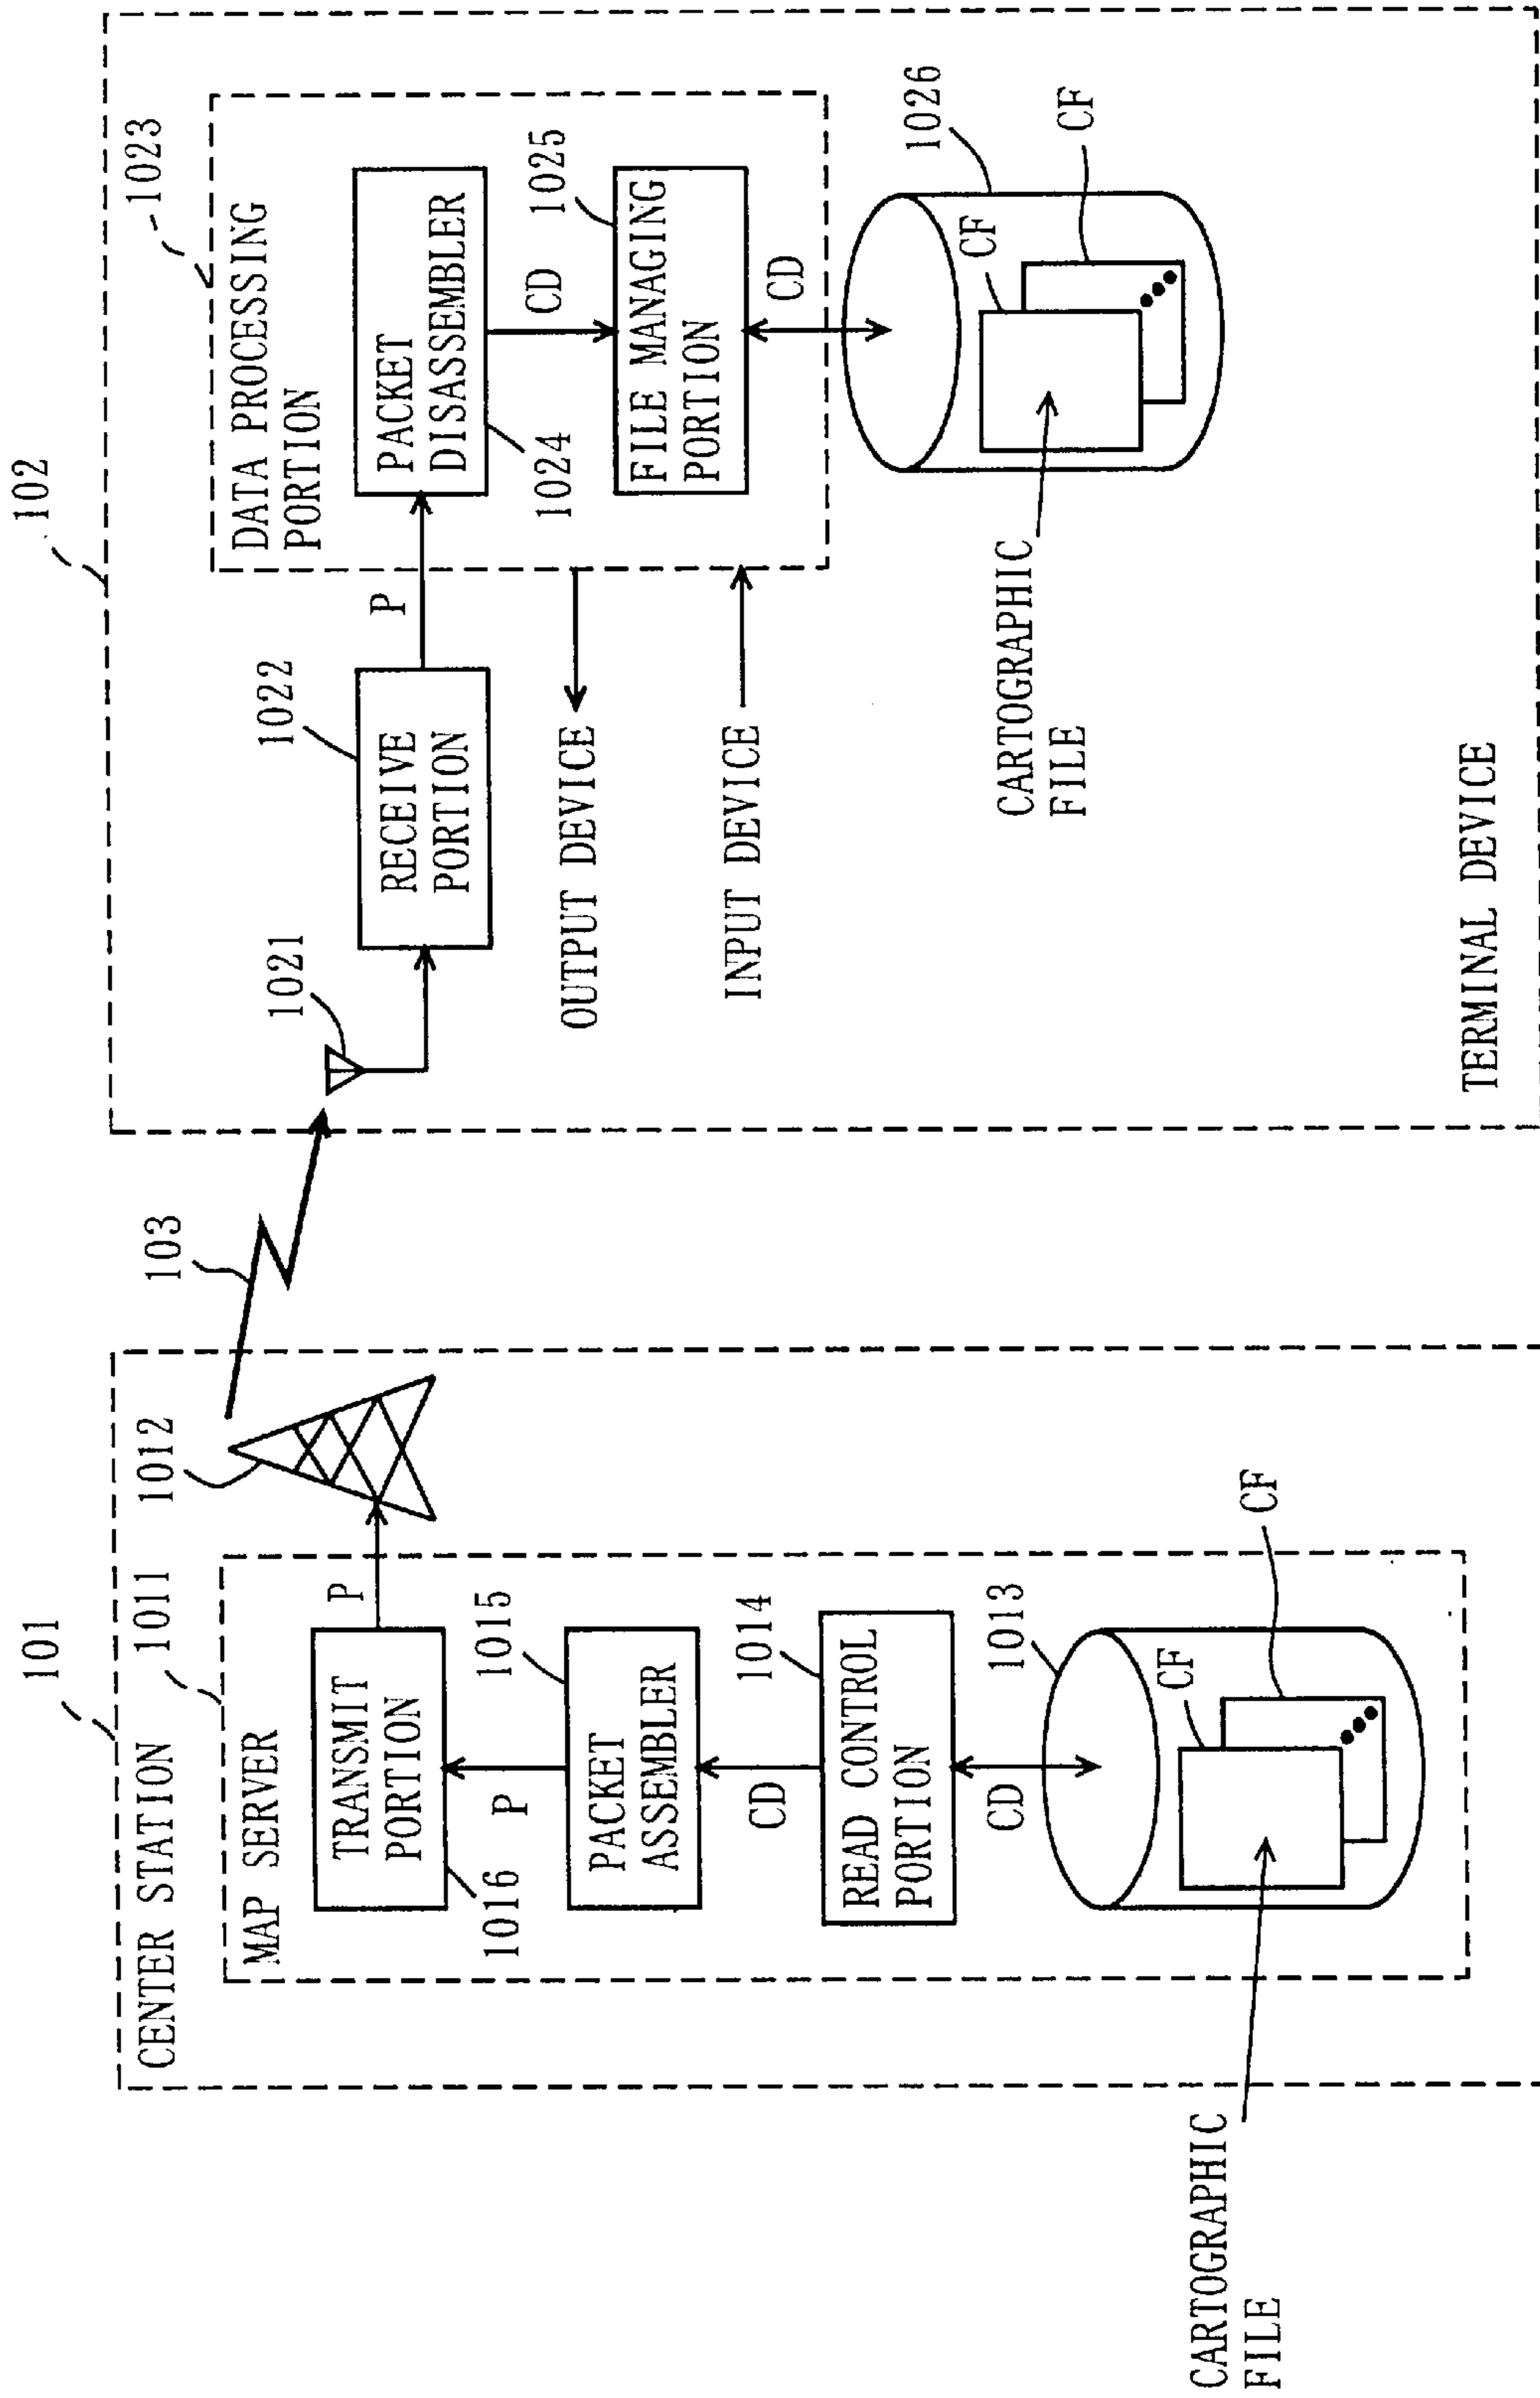 101
CENTER STATION
1011
MAP SERVER
TRANSMIT
PORTION
1016
P
1012
P
PACKET
ASSEMBLER
1015
CD
READ CONTROL
PORTION
1014
CD
1013
CF
CF
CARTOGRAPHIC
FILE
103
102
1021
RECEIVE
PORTION
1022
P
1023
DATA PROCESSING
PORTION
PACKET
DISASSEMBLER
1024
CD
FILE MANAGING
PORTION
1025
CD
OUTPUT DEVICE
INPUT DEVICE
1026
CF
CF
CARTOGRAPHIC
FILE
TERMINAL DEVICE